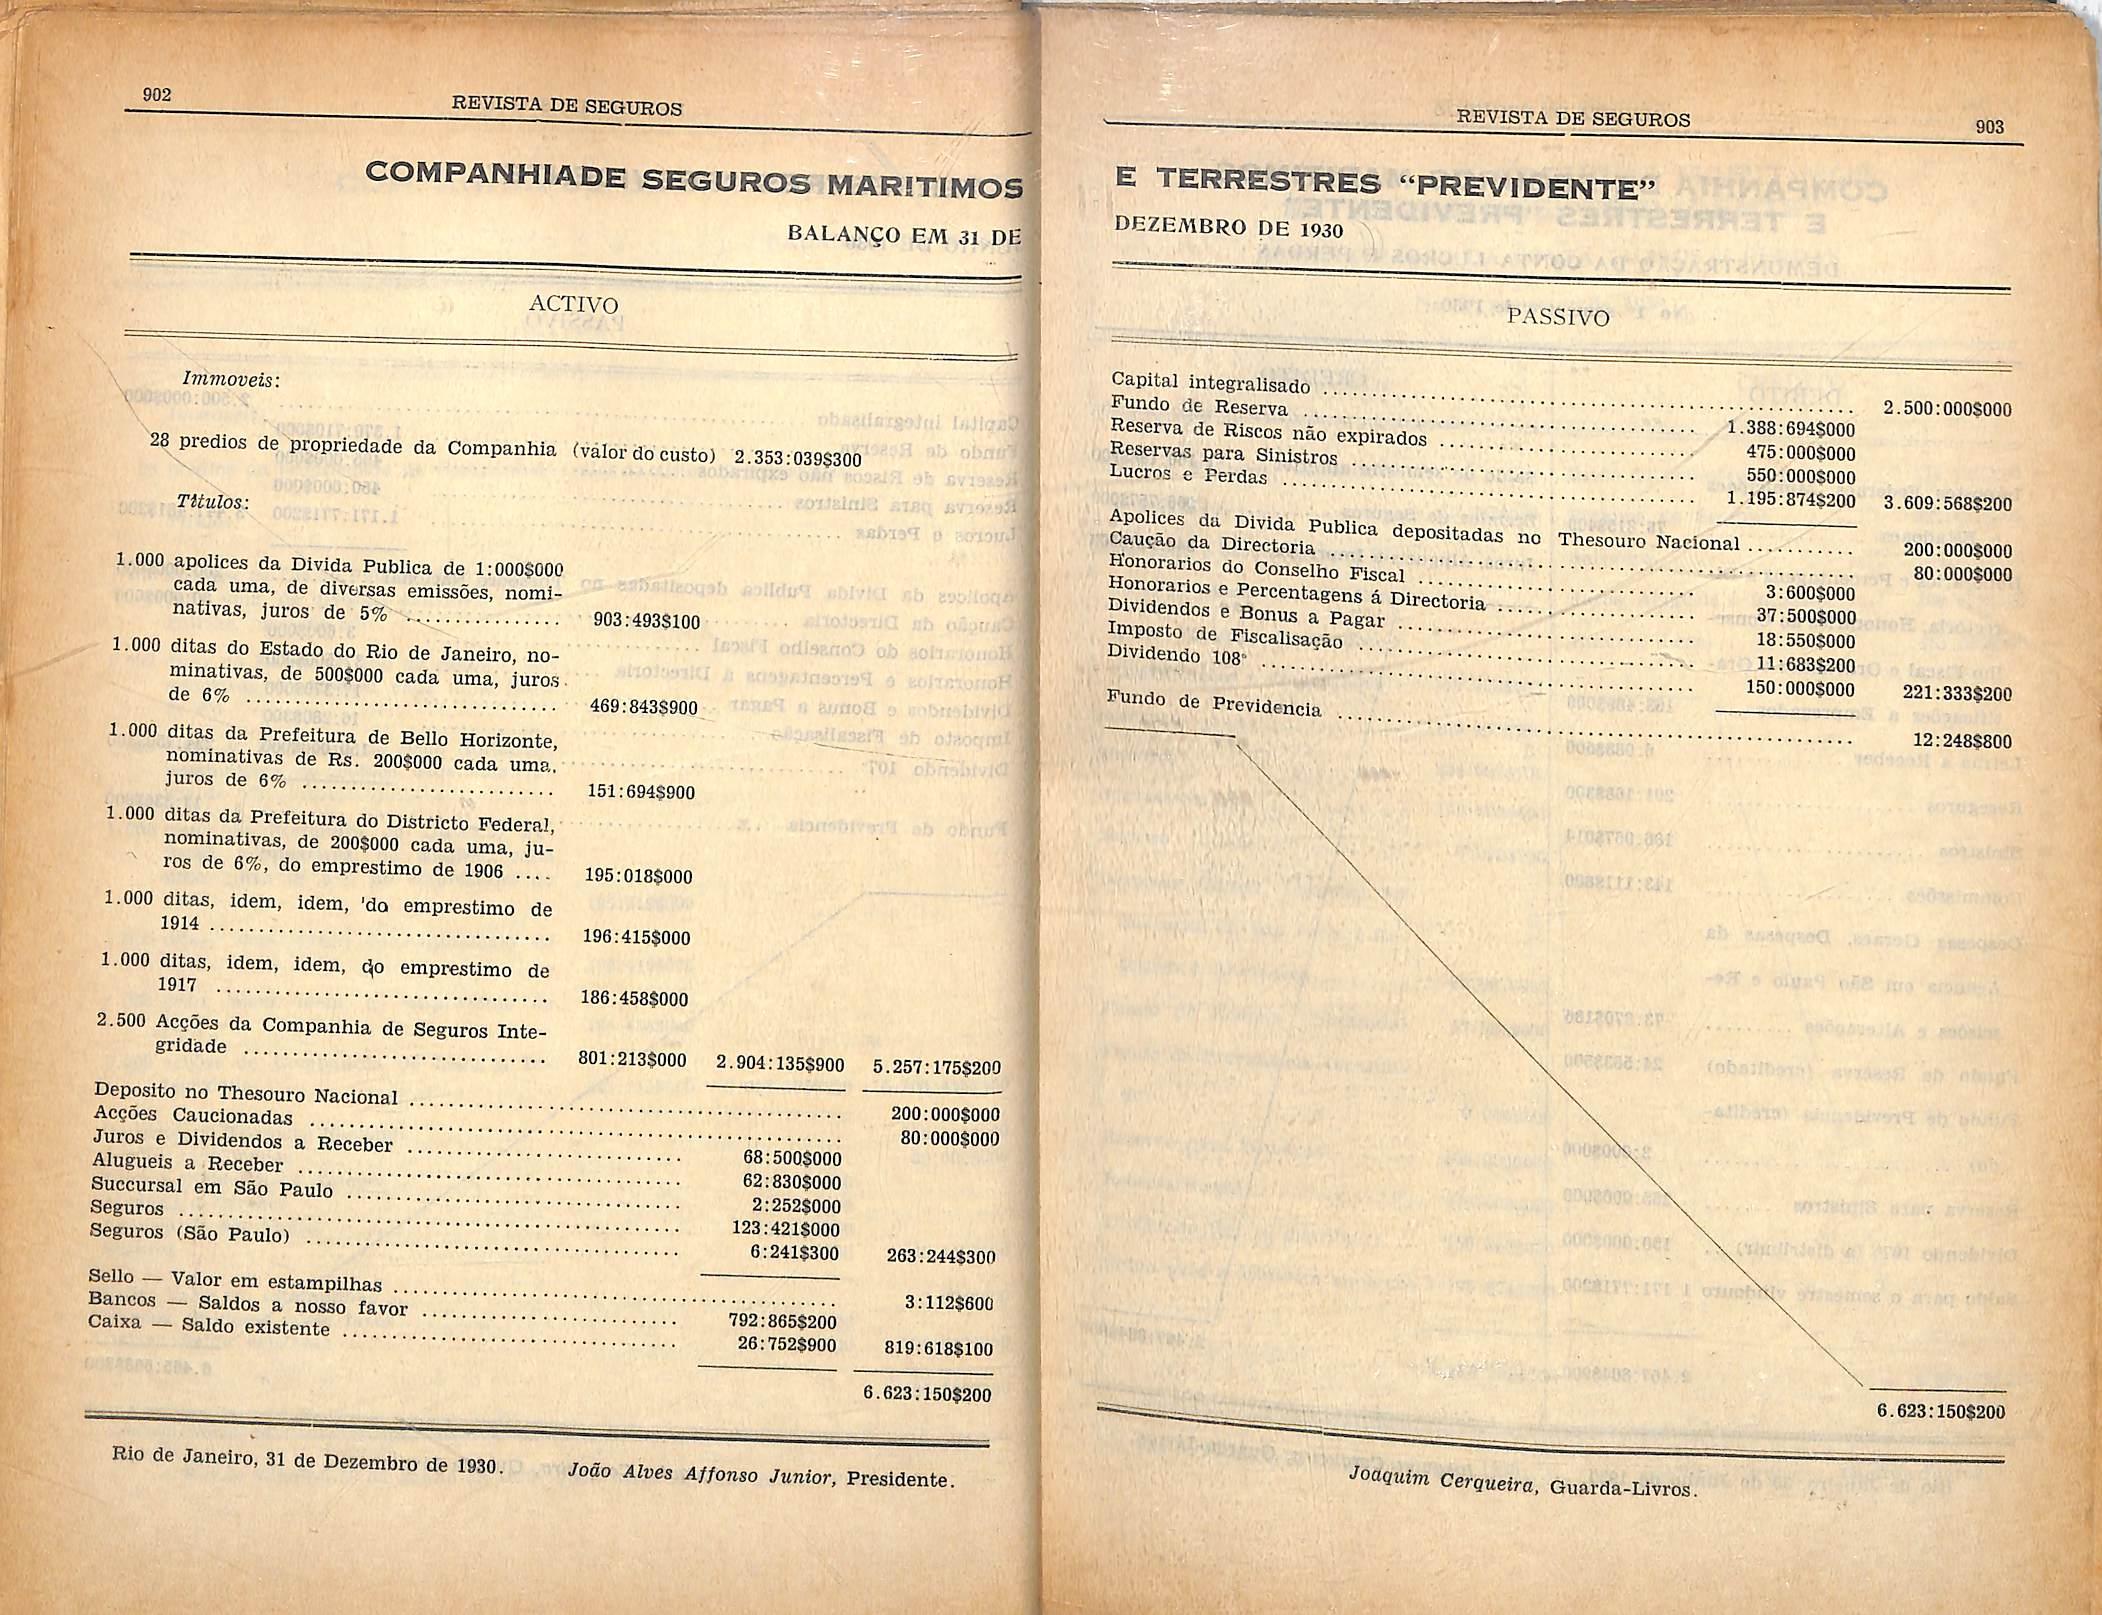 902
REVISTA DE SEGUROS
COMPANHIADE SEGUROS MARITIMOS
BALANÇO EM 31 DE
ACTIVO
Immoveis:
28 predios de propriedade da Companhia (valor do custo) 2.353:039$300
Titulos:
1.000 apolices da Divida Publica de 1:000$000
cada uma, de diversas emissões, nomi-
nativas, juros de 5% ................ 903:493$100
1.000 ditas do Estado do Rio de Janeiro, no-
minativas, de 500$000 cada uma, juros
de 6% ................................ 469:843$900
1.000 ditas da Prefeitura de Bello Horizonte,
nominativas de Rs. 200$000 cada uma,
juros de 6% .......................... 151:694$900
1.000 ditas da Prefeitura do Districto Federal,
nominativas, de 200$000 cada uma, ju-
ros de 6%, do emprestimo de 1906 .... 195:018$000
1.000 ditas, idem, idem, do emprestimo de
1914 ................................... 196:415$000
1.000 ditas, idem, idem, do emprestimo de
1917 .................................. 186:458$000
2.500 Acções da Companhia de Seguros Inte-
gridade ............................... 801:213$000 2.904:135$900 5.257:175$200
Deposito no Thesouro Nacional ............................................ 200:000$000
Acções Caucionadas ...................................................... 80:000$000
Juros e Dividendos a Receber ............................ 68:500$000
Alugueis a Receber ....................................... 62:830$000
Succursal em São Paulo .................................. 2:252$000
Seguros ................................................... 123:421$000
Seguros (São Paulo) ...................................... 6:241$300 263:244$300
Sello — Valor em estampilhas ............................................. 3:112$600
Bancos — Saldos a nosso favor .......................... 792:865$200
Caixa — Saldo existente .................................. 26:752$900 819:618$100
6.623:150$200
Rio de Janeiro, 31 de Dezembro de 1930. João Alves Affonso Junior, Presidente.
REVISTA DE SEGUROS
903
E TERRESTRES “PREVIDENTE”
DEZEMBRO DE 1930
PASSIVO
Capital integralisado ...................................................... 2.500:000$000
Fundo de Reserva ........................................ 1.388:694$000
Reserva de Riscos não expirados .......................... 475:000$000
Reservas para Sinistros ................................... 550:000$000
Lucros e Perdas .......................................... 1.195:874$200 3.609:568$200
Apolices da Divida Publica depositadas no Thesouro Nacional ........... 200:000$000
Caução da Directoria ...................................................... 80:000$000
Honorarios do Conselho Fiscal ............................ 3:600$000
Honorarios e Percentagens á Directoria .................... 37:500$000
Dividendos e Bonus a Pagar .............................. 18:550$000
Imposto de Fiscalisação .................................. 11:683$200
Dividendo 108º ............................................ 150:000$000 221:333$200
Fundo de Previdencia ..................................................... 12:248$800
6.623:150$200
Joaquim Cerqueira, Guarda-Livros.